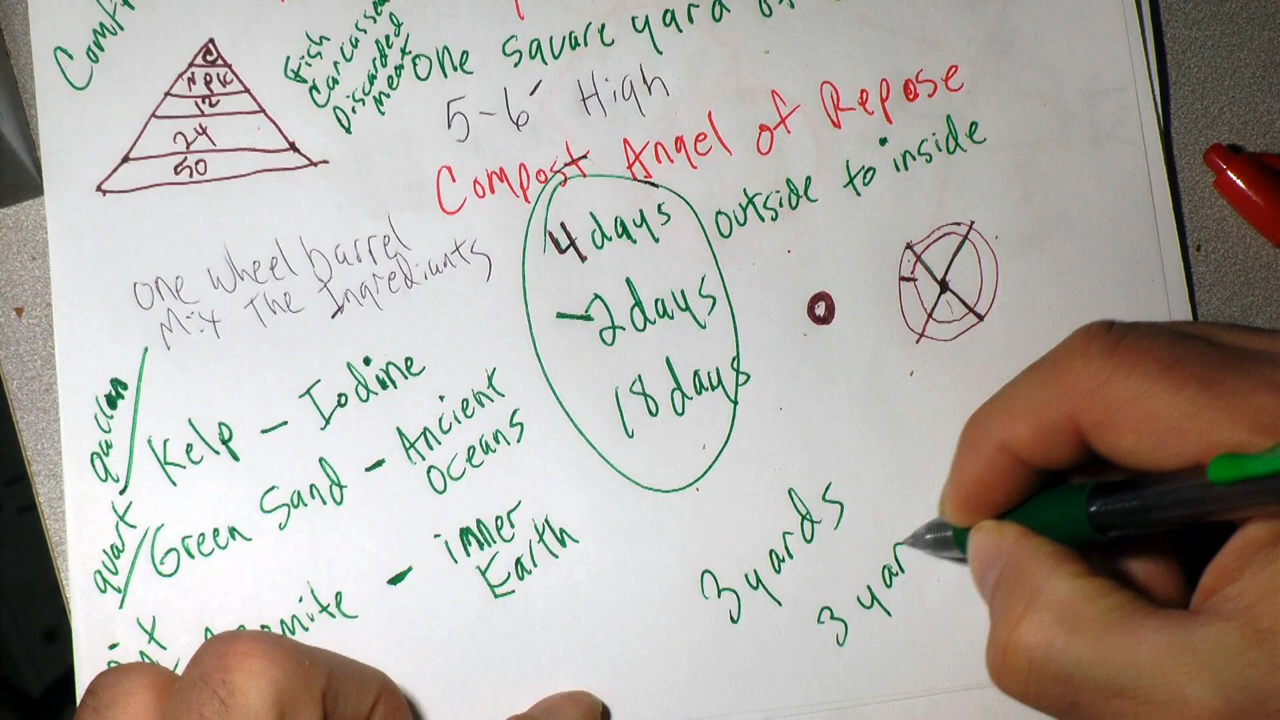 Comfr
Fish
Carcasses
Discarded
meat
one square yard
5-6' High
Compost Angel of Repose
C
NPK
12
24
50
4 days
outside to inside
-2 days
18 days
one wheel barrel
Mix The Ingrediants
gallan
Kelp - Iodine
quart
Green Sand - Ancient
Oceans
inner
Earth
3 yards
3 yar